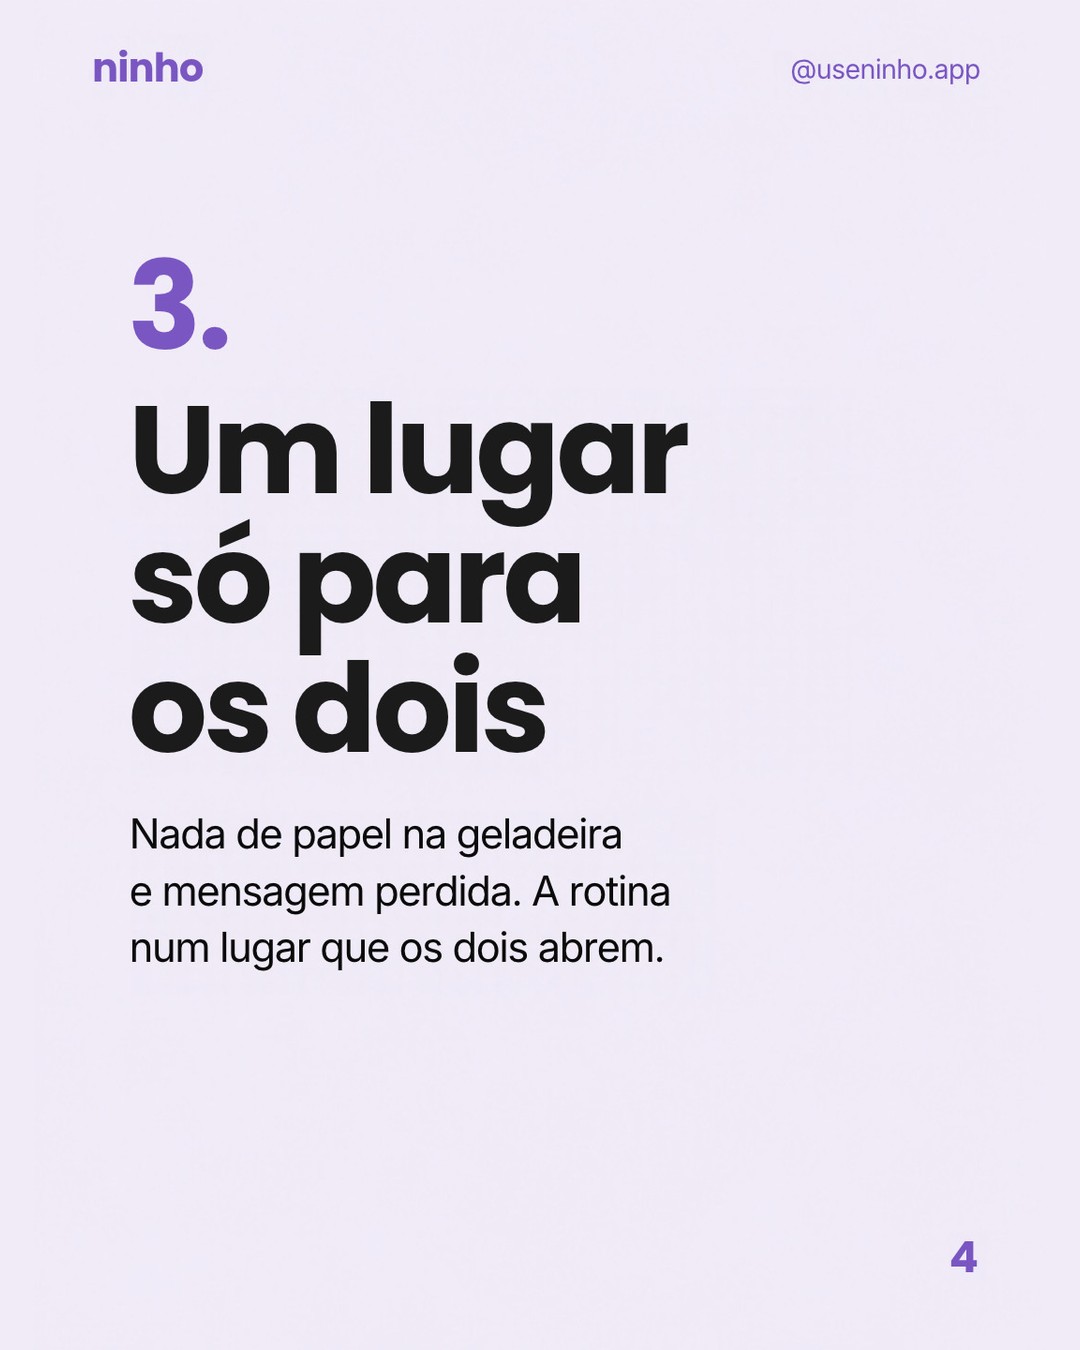 ninho
@useninho.app
3.
Um lugar
só para
os dois
Nada de papel na geladeira
e mensagem perdida. A rotina
num lugar que os dois abrem.
4